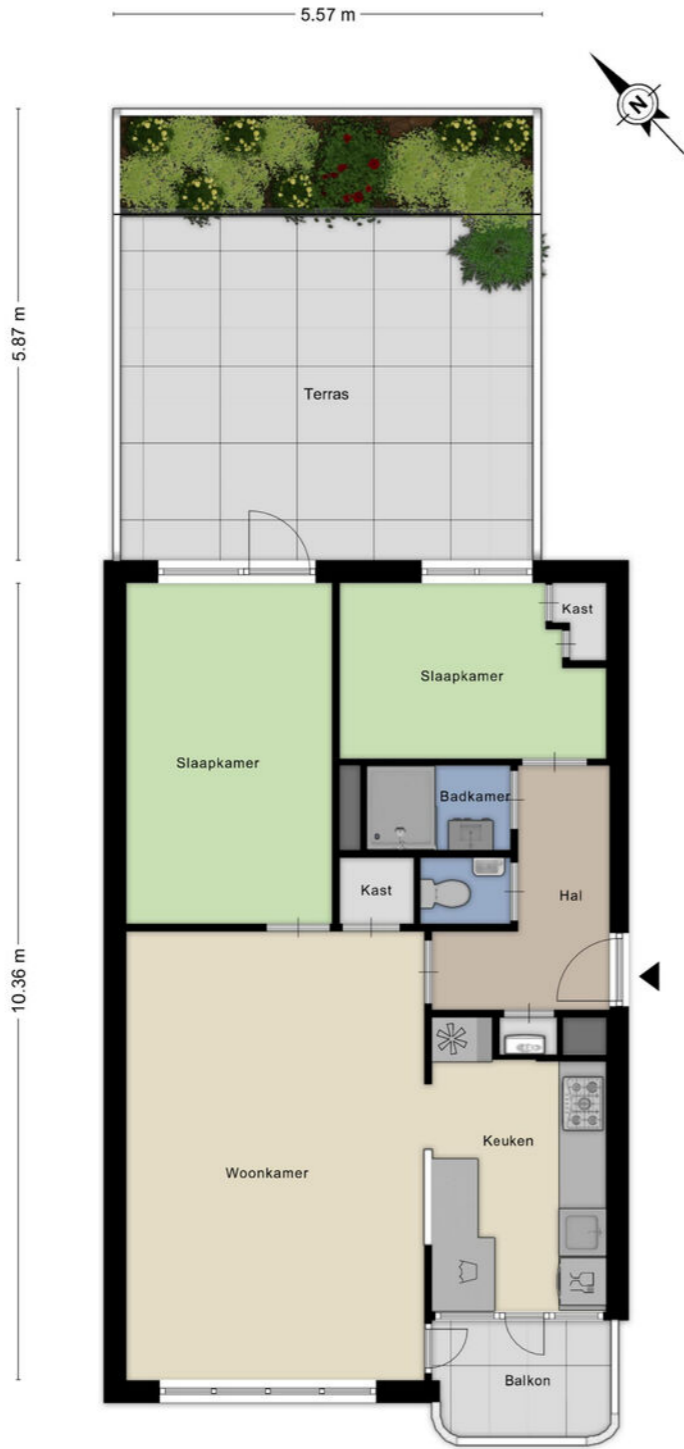 5.57 m
N
5.87 m
Terras
Kast
Slaapkamer
Slaapkamer
Badkamer
Kast
Hal
10.36 m
Keuken
Woonkamer
Balkon